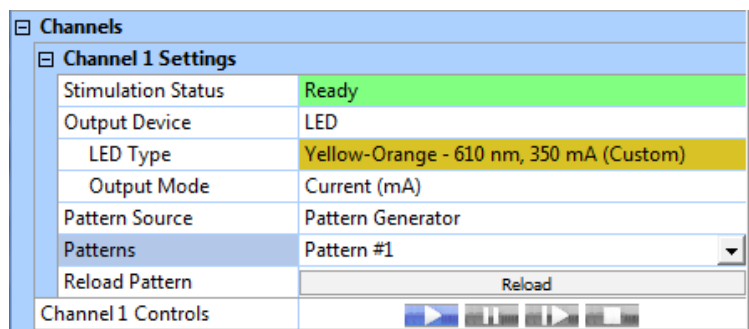 Channels
Channel 1 Settings
Stimulation Status Ready
Output Device LED
LED Type Yellow-Orange - 610 nm, 350 mA (Custom)
Output Mode Current (mA)
Pattern Source Pattern Generator
Patterns Pattern #1
Reload Pattern Reload
Channel 1 Controls